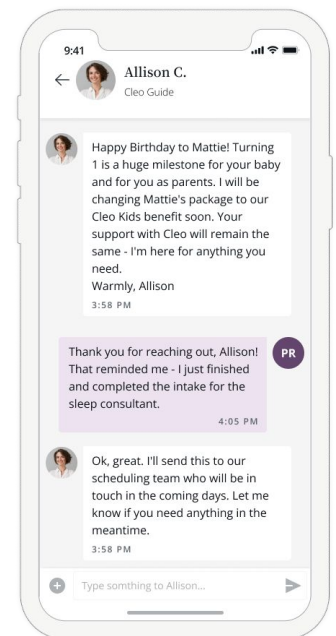 9:41
Allison C.
Cleo Guide
Happy Birthday to Mattie! Turning
1 is a huge milestone for your baby
and for you as parents. I will be
changing Mattie's package to our
Cleo Kids benefit soon. Your
support with Cleo will remain the
same - I'm here for anything you
need.
Warmly, Allison
3:58 PM
Thank you for reaching out, Allison!
That reminded me - I just finished
and completed the intake for the
sleep consultant.
4:05 PM
PR
Ok, great. I'll send this to our
scheduling team who will be in
touch in the coming days. Let me
know if you need anything in the
meantime.
3:58 PM
Type somthing to Allison...